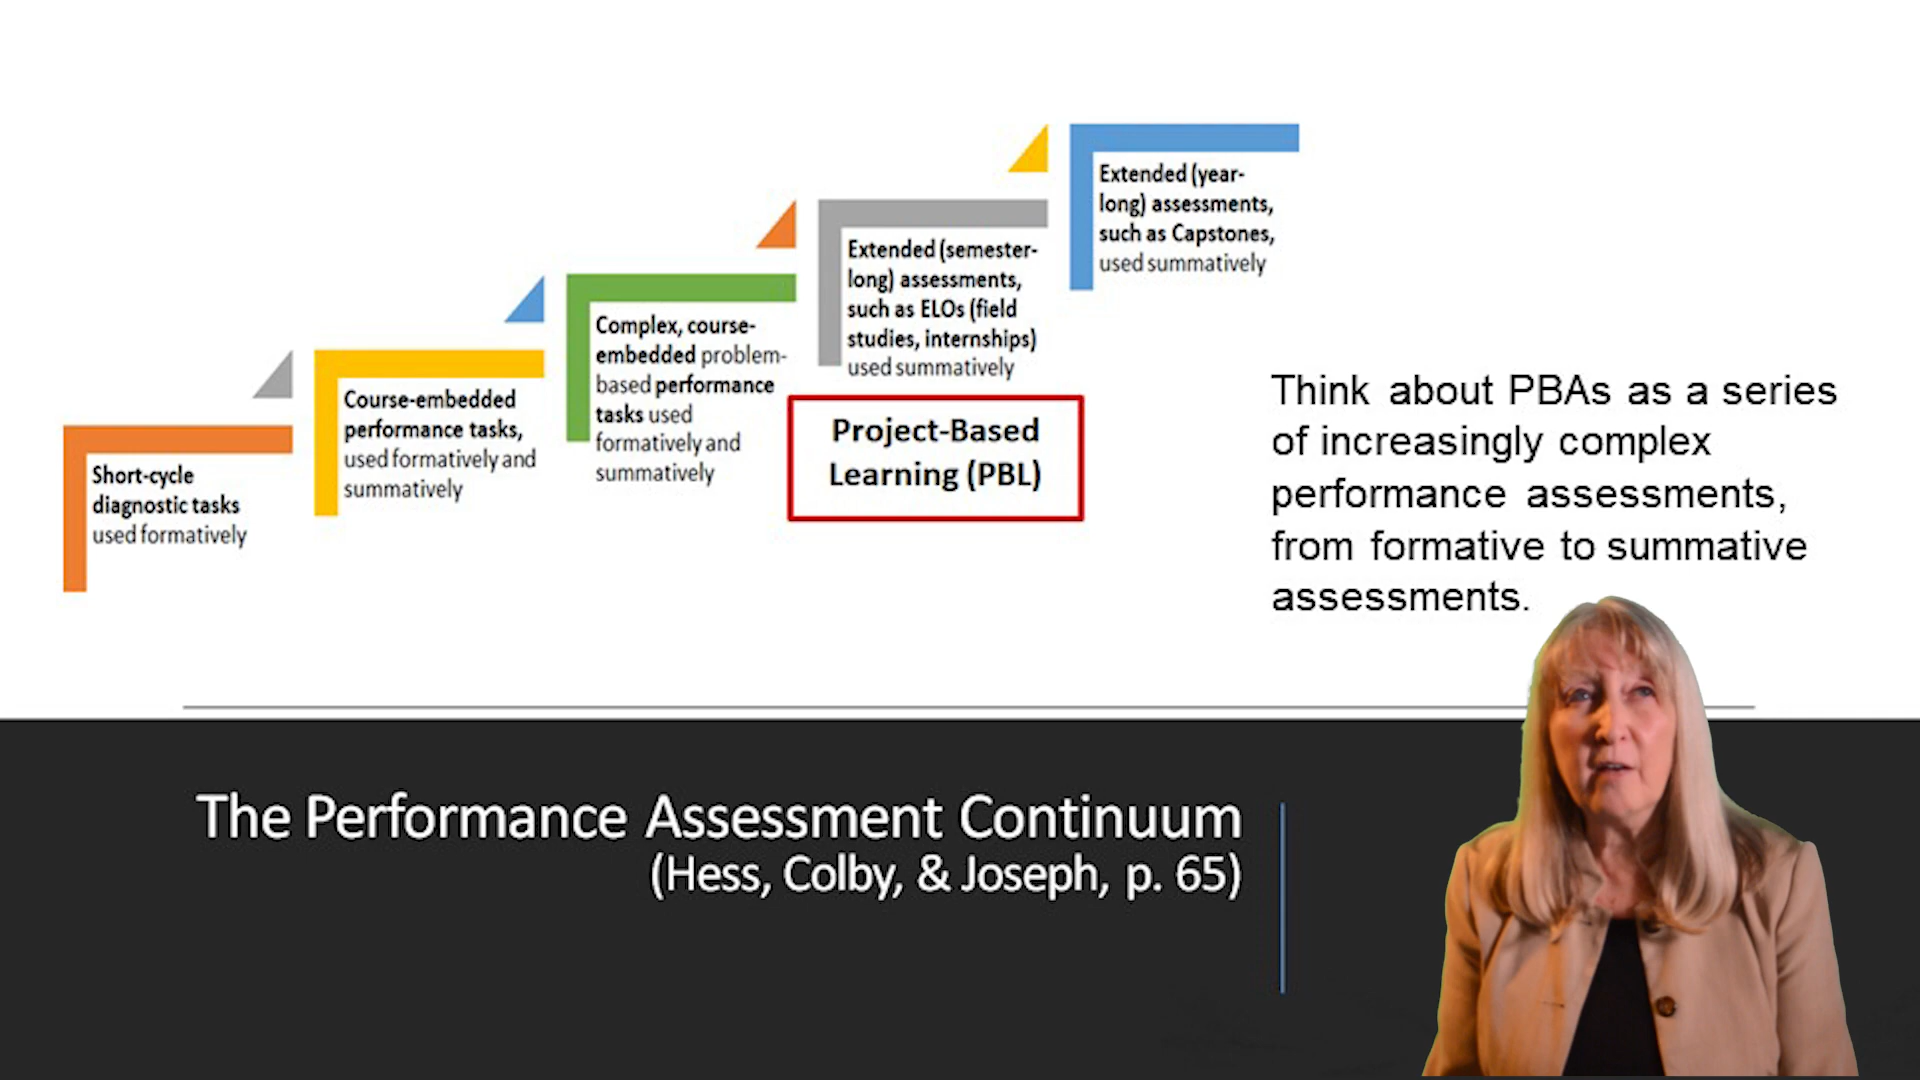 Short-cycle
diagnostic tasks
used formatively
Course-embedded
performance tasks,
used formatively and
summatively
Complex, course-
embedded problem-
based performance
tasks used
formatively and
summatively
Extended (semester-
long) assessments,
such as ELOs (field
studies, internships)
used summatively
Extended (year-
long) assessments,
such as Capstones,
used summatively
Project-Based
Learning (PBL)
Think about PBAs as a series
of increasingly complex
performance assessments,
from formative to summative
assessments.
The Performance Assessment Continuum
(Hess, Colby, & Joseph, p. 65)